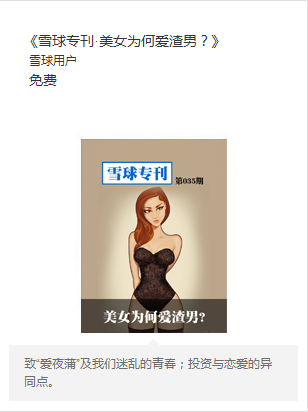 《雪球专刊·美女为何爱渣男？》
雪球用户
免费
雪球专刊
第035期
美女为何爱渣男?
致“爱夜蒲”及我们迷乱的青春；投资与恋爱的异
同点。